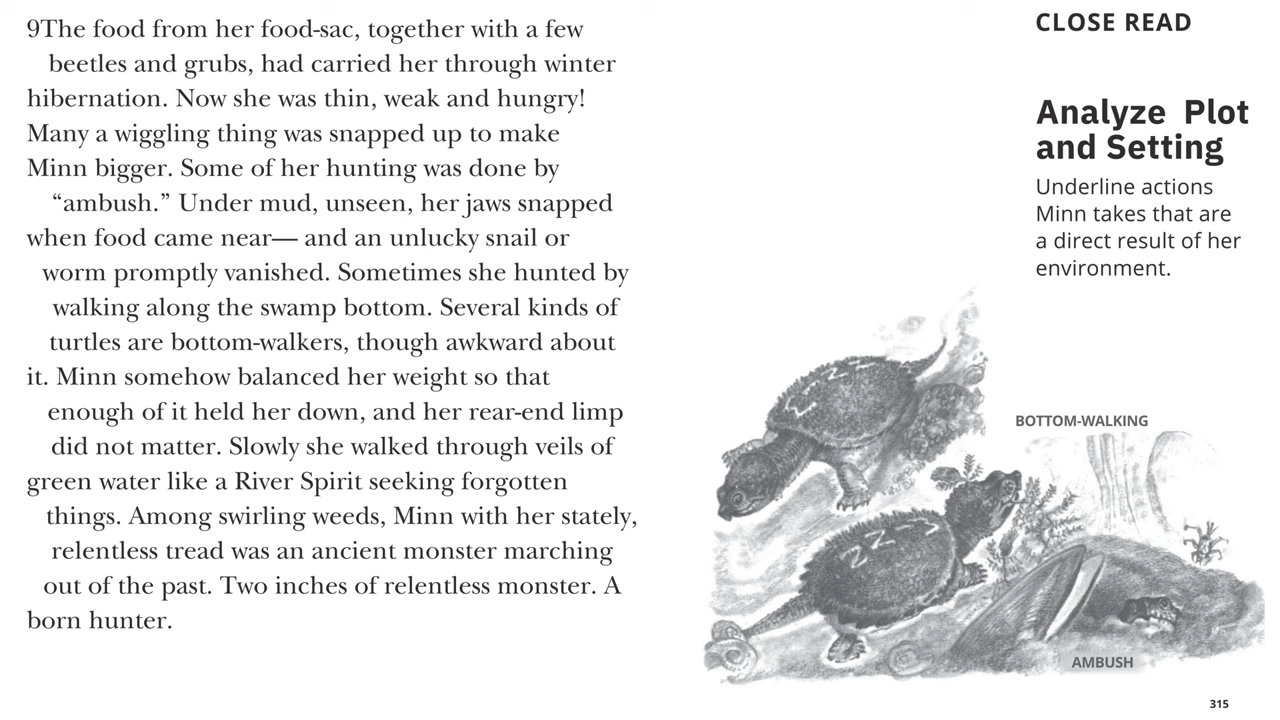 9The food from her food-sac, together with a few
beetles and grubs, had carried her through winter
hibernation. Now she was thin, weak and hungry!
Many a wiggling thing was snapped up to make
Minn bigger. Some of her hunting was done by
“ambush.” Under mud, unseen, her jaws snapped
when food came near— and an unlucky snail or
worm promptly vanished. Sometimes she hunted by
walking along the swamp bottom. Several kinds of
turtles are bottom-walkers, though awkward about
it. Minn somehow balanced her weight so that
enough of it held her down, and her rear-end limp
did not matter. Slowly she walked through veils of
green water like a River Spirit seeking forgotten
things. Among swirling weeds, Minn with her stately,
relentless tread was an ancient monster marching
out of the past. Two inches of relentless monster. A
born hunter.
CLOSE READ
Analyze Plot
and Setting
Underline actions
Minn takes that are
a direct result of her
environment.
BOTTOM-WALKING
AMBUSH
315